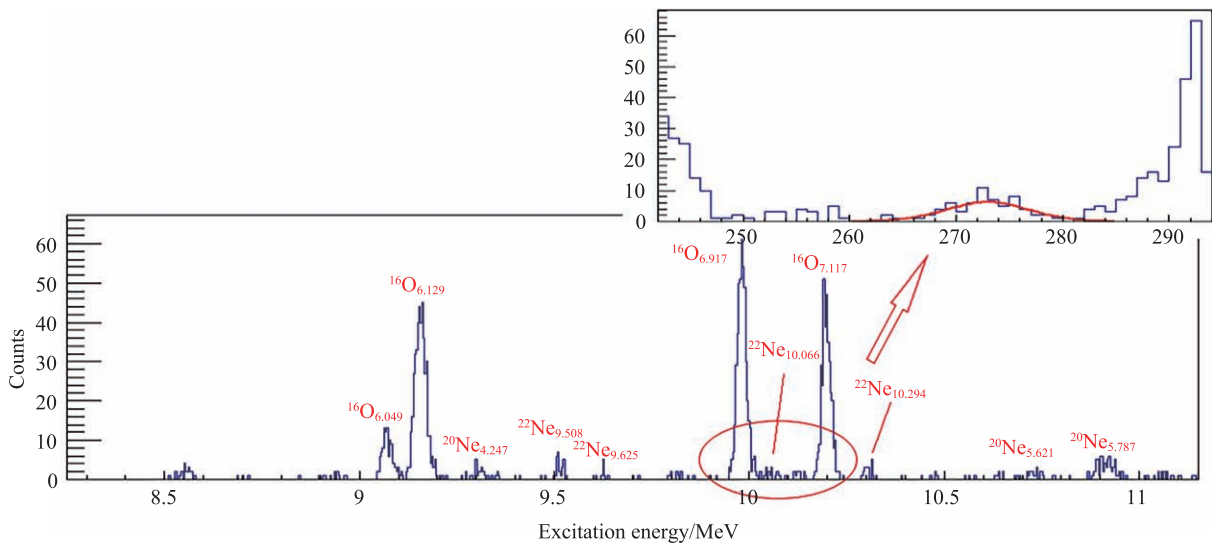 60
50
40
30
20
10
0
250 260 270 280 290
60
50
40
30
20
10
0
Counts
¹⁶O₆.₀₄₉
¹⁶O₆.₁₂₉
²⁰Ne₄.₂₄₇
²²Ne₉.₅₀₈
²²Ne₉.₆₂₅
¹⁶O₆.₉₁₇
²²Ne₁₀.₀₆₆
¹⁶O₇.₁₁₇
²²Ne₁₀.₂₉₄
²⁰Ne₅.₆₂₁
²⁰Ne₅.₇₈₇
8.5 9 9.5 10 10.5 11
Excitation energy/MeV